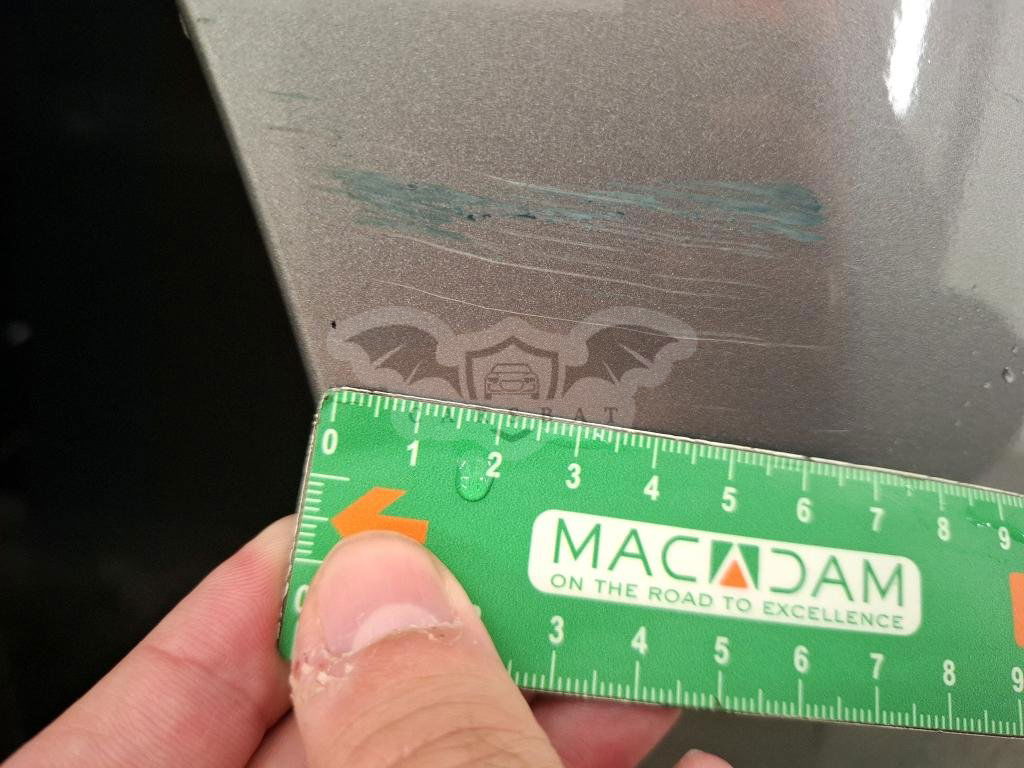 CARSBAT
0 1 2 3 4 5 6 7 8 9
MACADAM
ON THE ROAD TO EXCELLENCE
0 3 4 5 6 7 8 9